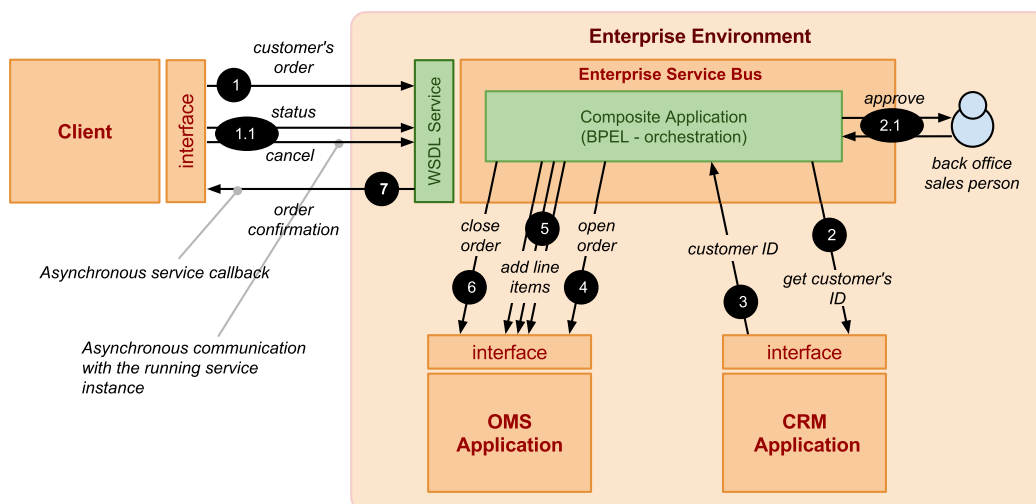 Enterprise Environment
customer's
order
1
Client
interface
status
1.1
cancel
7
order
confirmation
WSDL Service
Enterprise Service Bus
Composite Application
(BPEL - orchestration)
approve
2.1
back office
sales person
Asynchronous service callback
Asynchronous communication
with the running service
instance
close
order
6
5
add line
items
open
order
4
customer ID
3
2
get customer's
ID
interface
OMS
Application
interface
CRM
Application